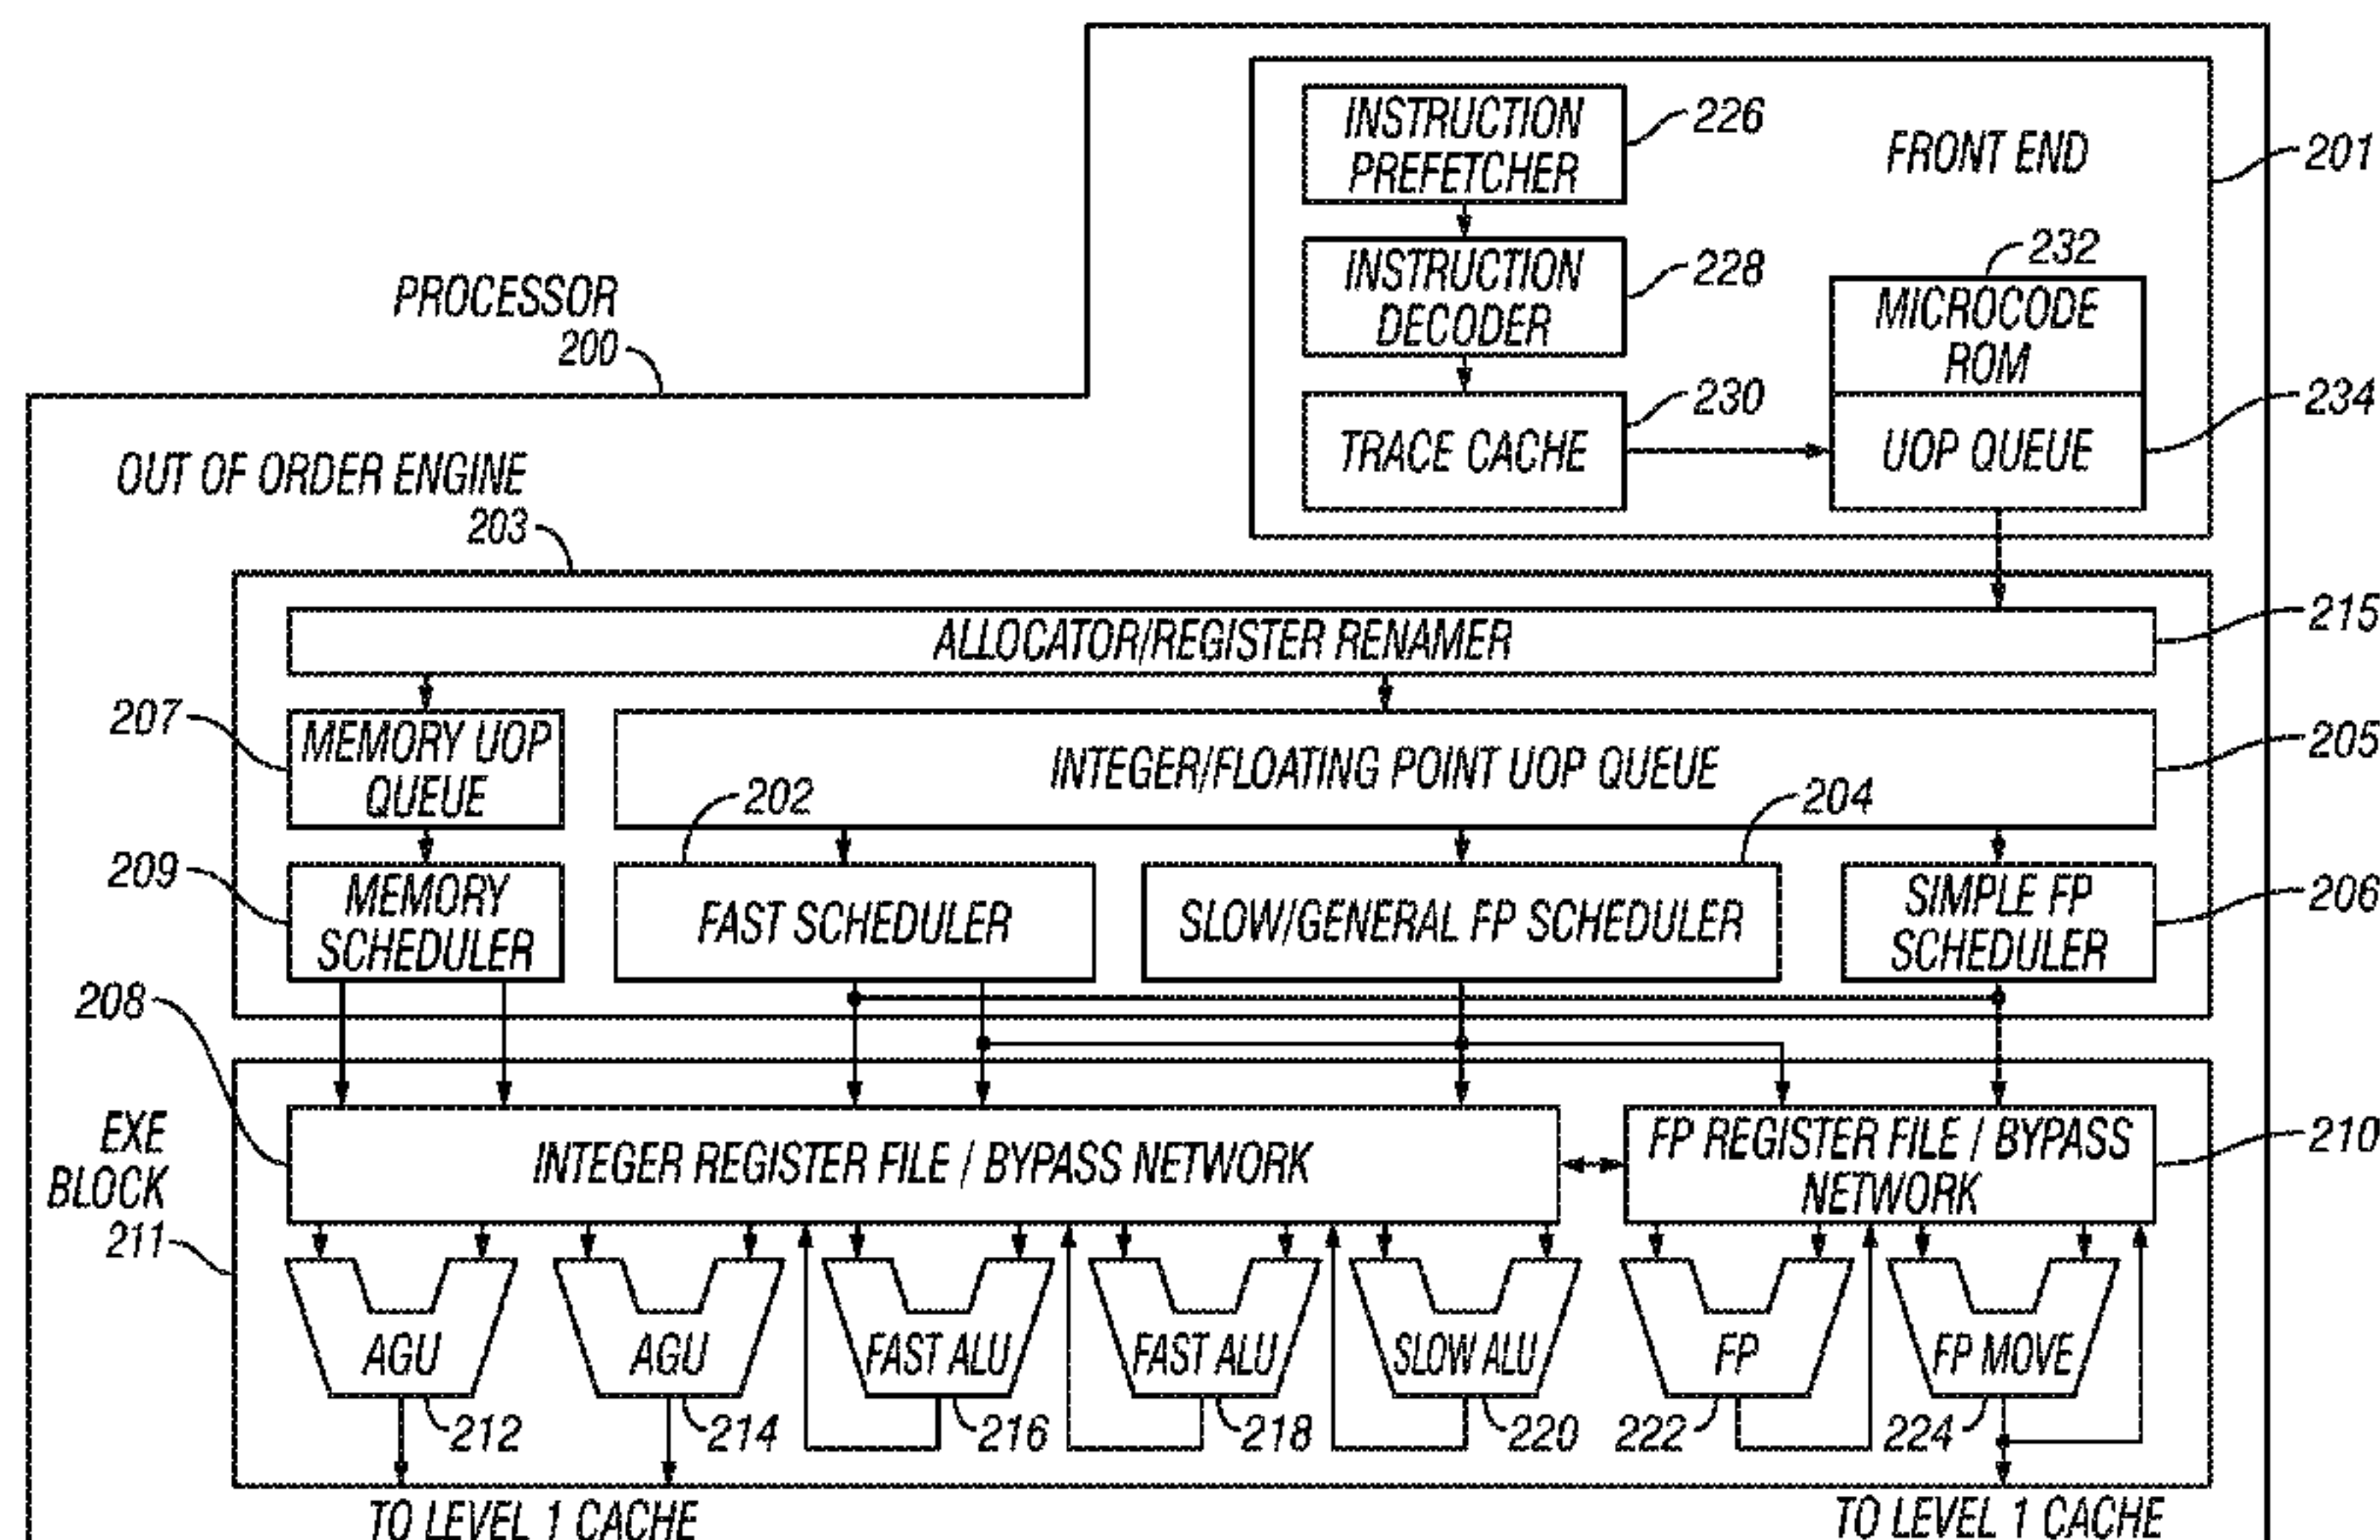 INSTRUCTION
PREFETCHER
226
FRONT END
201
INSTRUCTION
DECODER
228
232
MICROCODE
ROM
PROCESSOR
200
TRACE CACHE
230
UOP QUEUE
234
OUT OF ORDER ENGINE
203
ALLOCATOR/REGISTER RENAMER
215
207
MEMORY UOP
QUEUE
INTEGER/FLOATING POINT UOP QUEUE
205
202
204
209
MEMORY
SCHEDULER
FAST SCHEDULER
SLOW/GENERAL FP SCHEDULER
SIMPLE FP
SCHEDULER
206
208
EXE
BLOCK
211
INTEGER REGISTER FILE / BYPASS NETWORK
FP REGISTER FILE / BYPASS
NETWORK
210
AGU
AGU
FAST ALU
FAST ALU
SLOW ALU
FP
FP MOVE
212
214
216
218
220
222
224
TO LEVEL 1 CACHE
TO LEVEL 1 CACHE